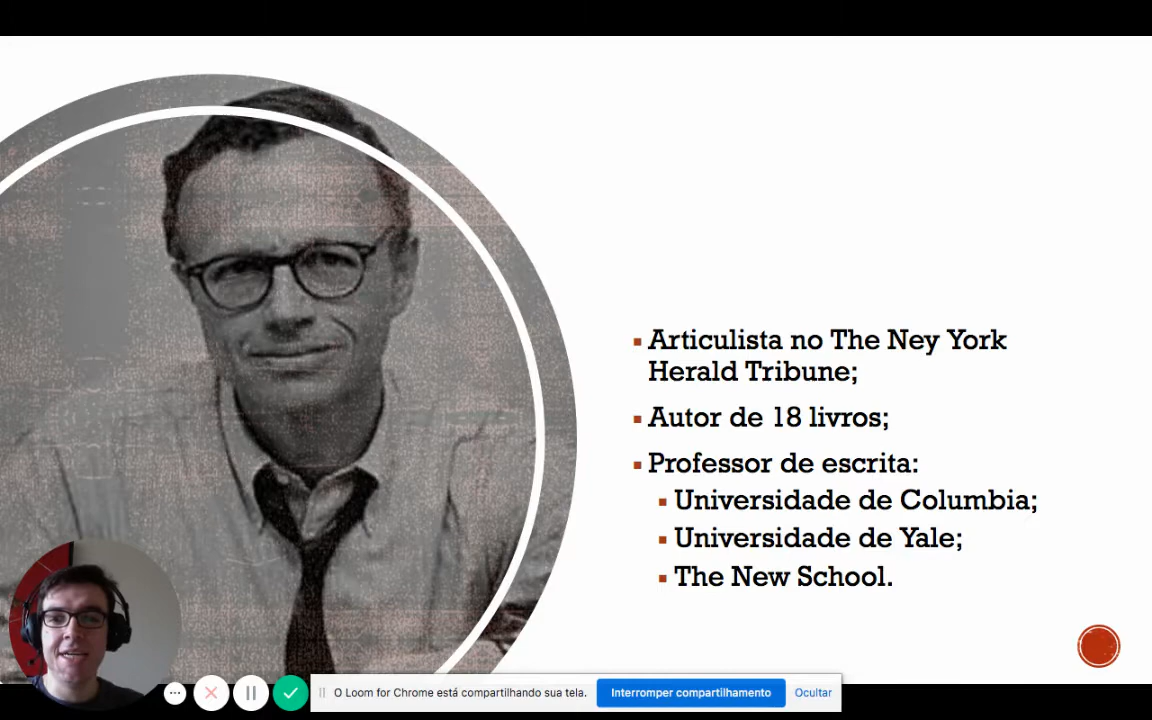 Articulista no The Ney York
Herald Tribune;
Autor de 18 livros;
Professor de escrita:
Universidade de Columbia;
Universidade de Yale;
The New School.
O Loom for Chrome está compartilhando sua tela.
Interromper compartilhamento
Ocultar